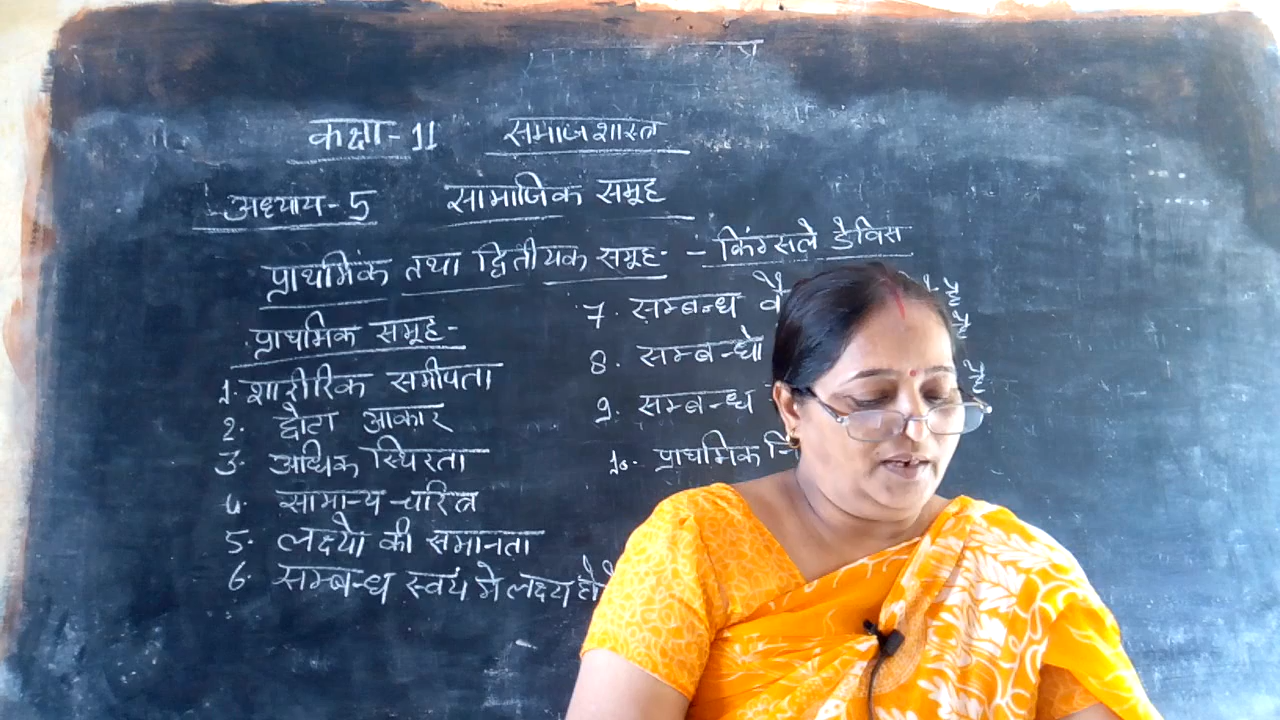 कक्षा - 11 समाजशास्त्र
अध्याय - 5 सामाजिक समूह
प्राथमिक तथा द्वितीयक समूह - - किंग्सले डेविस
प्राथमिक समूह -
1. शारीरिक समीपता
2. छोटा आकार
3. अधिक स्थिरता
4. सामान्य चरित्र
5. लक्ष्यो की समानता
6. सम्बन्ध स्वयं मे लक्ष्य
7. सम्बन्ध
8. सम्बन्धो
9. सम्बन्ध
10. प्राथमिक